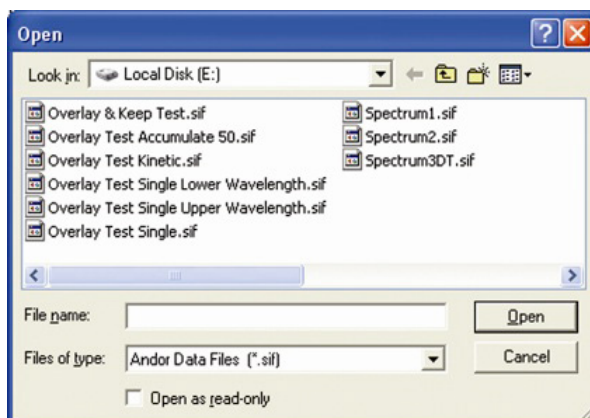 Open
Look in: Local Disk (E:)
Overlay & Keep Test.sif
Overlay Test Accumulate 50.sif
Overlay Test Kinetic.sif
Overlay Test Single Lower Wavelength.sif
Overlay Test Single Upper Wavelength.sif
Overlay Test Single.sif
Spectrum1.sif
Spectrum2.sif
Spectrum3DT.sif
File name:
Open
Files of type: Andor Data Files (*.sif)
Cancel
Open as read-only